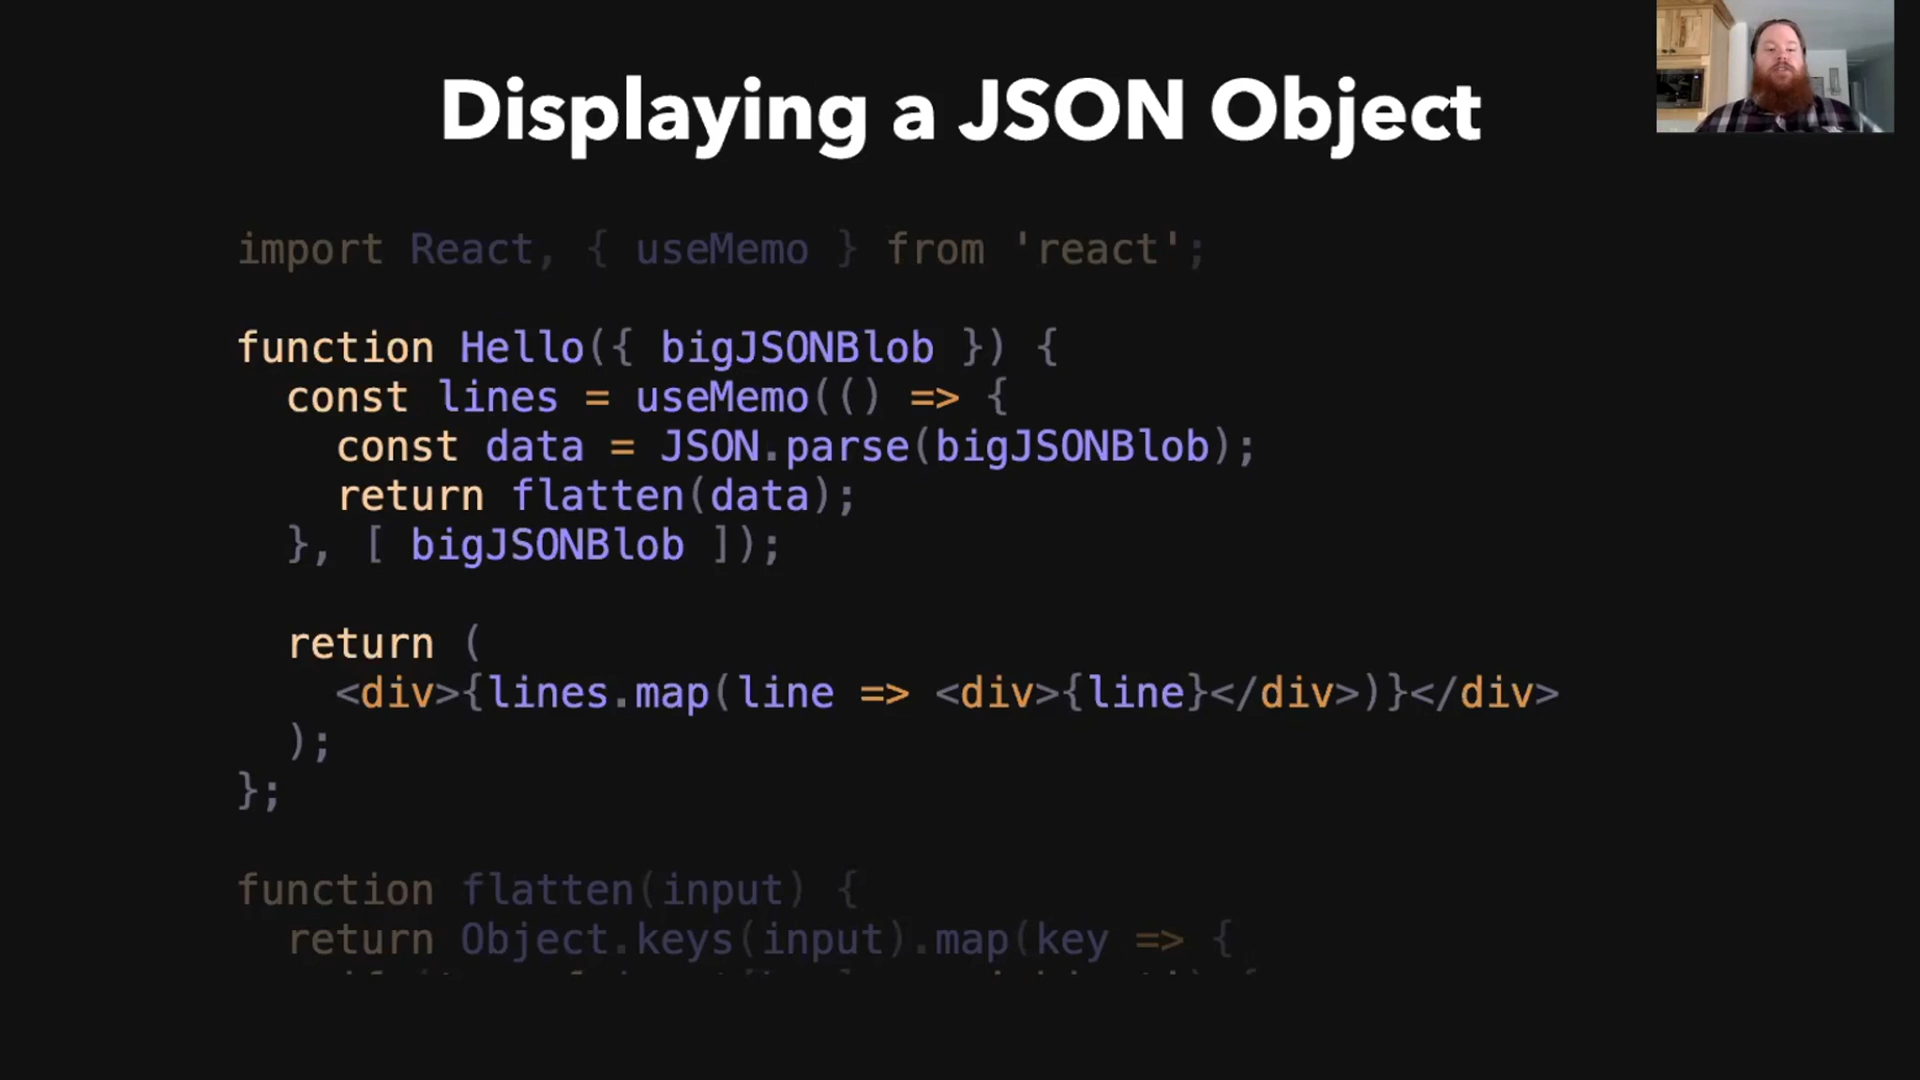 Displaying a JSON Object
import React, { useMemo } from 'react';
function Hello({ bigJSONBlob }) {
const lines = useMemo(() => {
const data = JSON.parse(bigJSONBlob);
return flatten(data);
}, [ bigJSONBlob ]);
return (
<div>{lines.map(line => <div>{line}</div>)}</div>
);
};
function flatten(input) {
return Object.keys(input).map(key => {